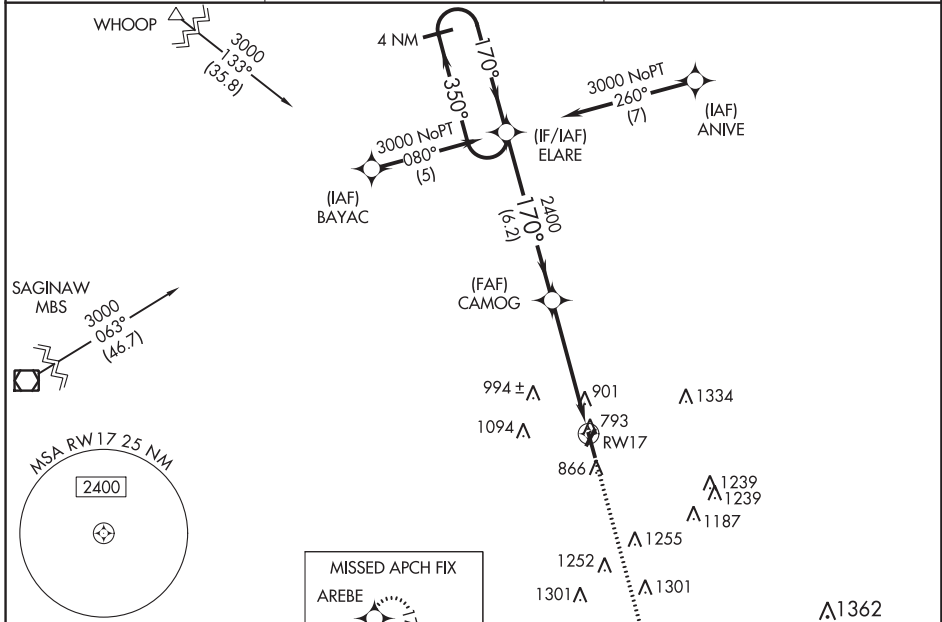 WHOOP
3000
133°
(35.8)
4 NM
170°
350°
3000 NoPT
260°
(7)
(IAF)
ANIVE
3000 NoPT
080°
(5)
(IF/IAF)
ELARE
(IAF)
BAYAC
2400
170°
(6.2)
(FAF)
CAMOG
SAGINAW
MBS
3000
063°
(46.7)
994 ±
901
1334
1094
793
RW17
866
MSA RW17 25 NM
2400
1239
1239
1187
1255
1252
1301
1301
MISSED APCH FIX
AREBE
1362